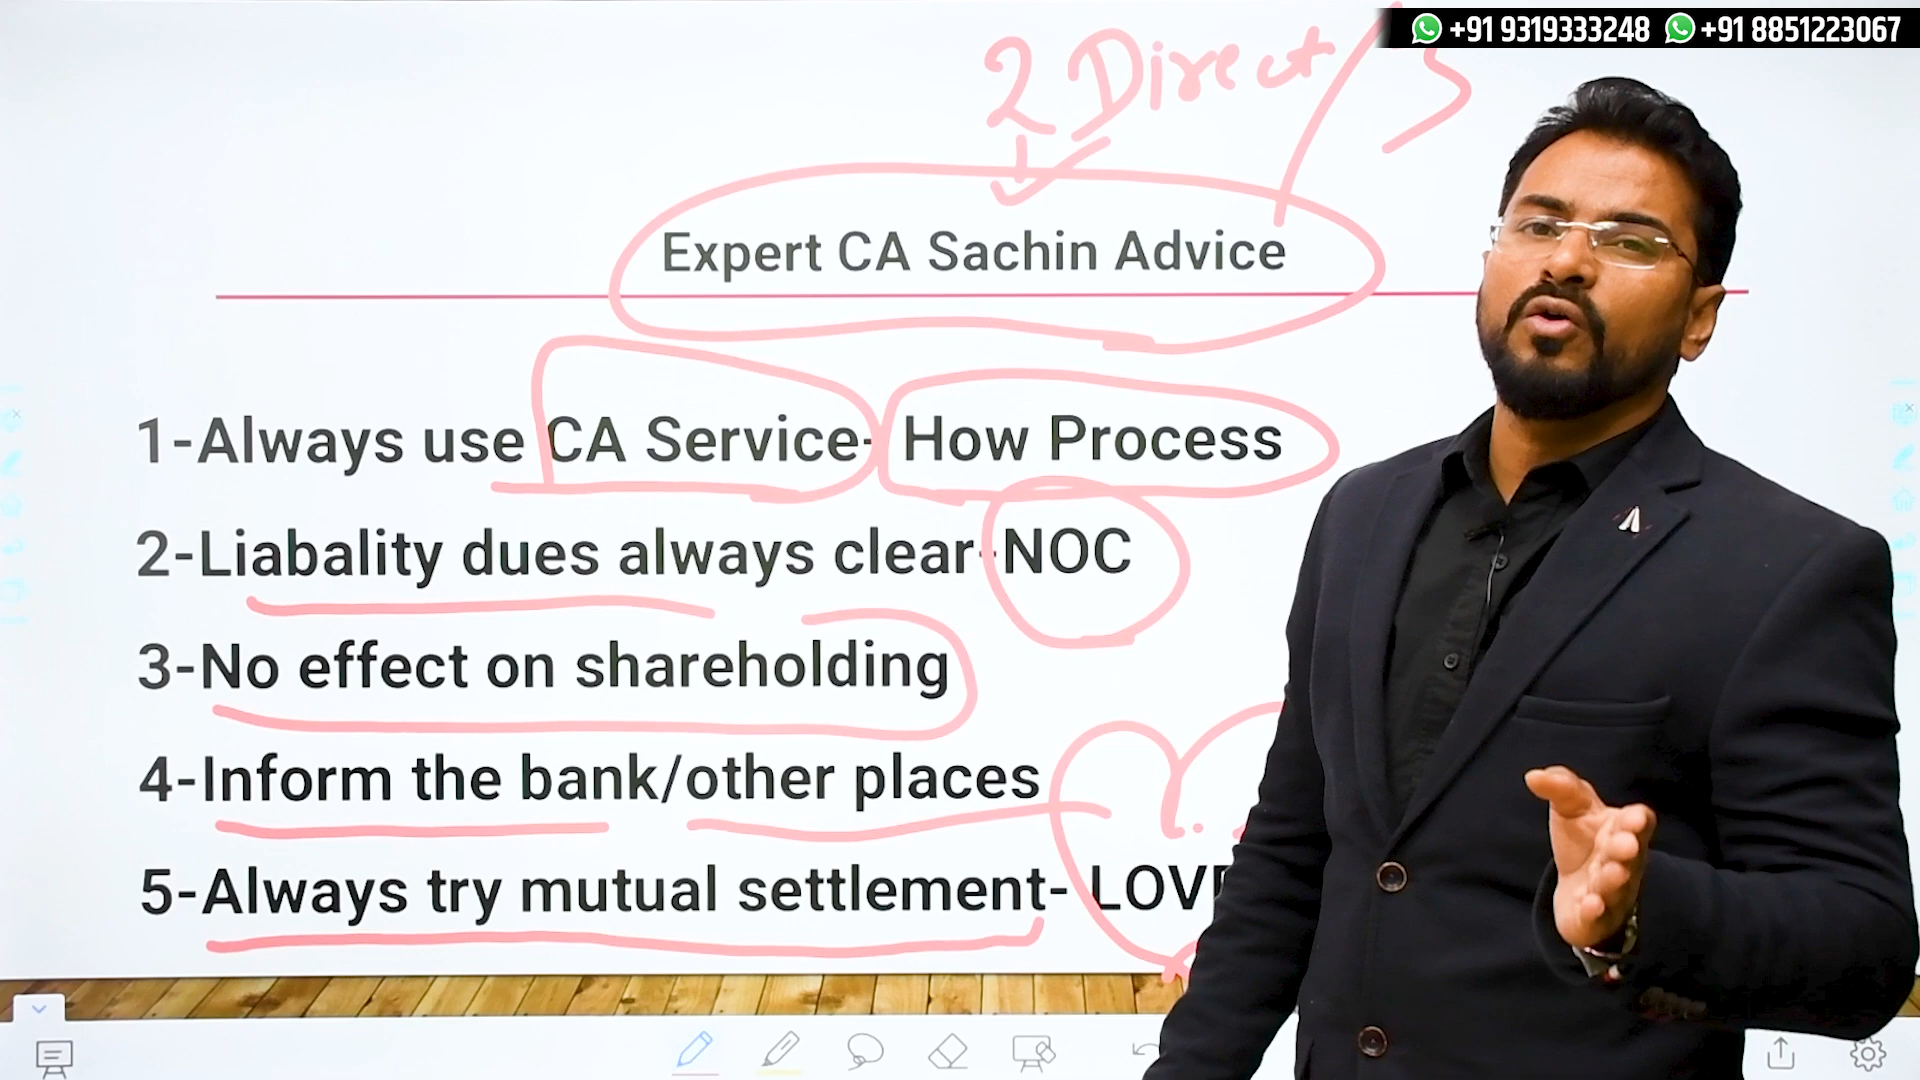 +91 9319333248 +91 8851223067
2 Direct
Expert CA Sachin Advice
1-Always use CA Service- How Process
2-Liabality dues always clear-NOC
3-No effect on shareholding
4-Inform the bank/other places
5-Always try mutual settlement- LOV